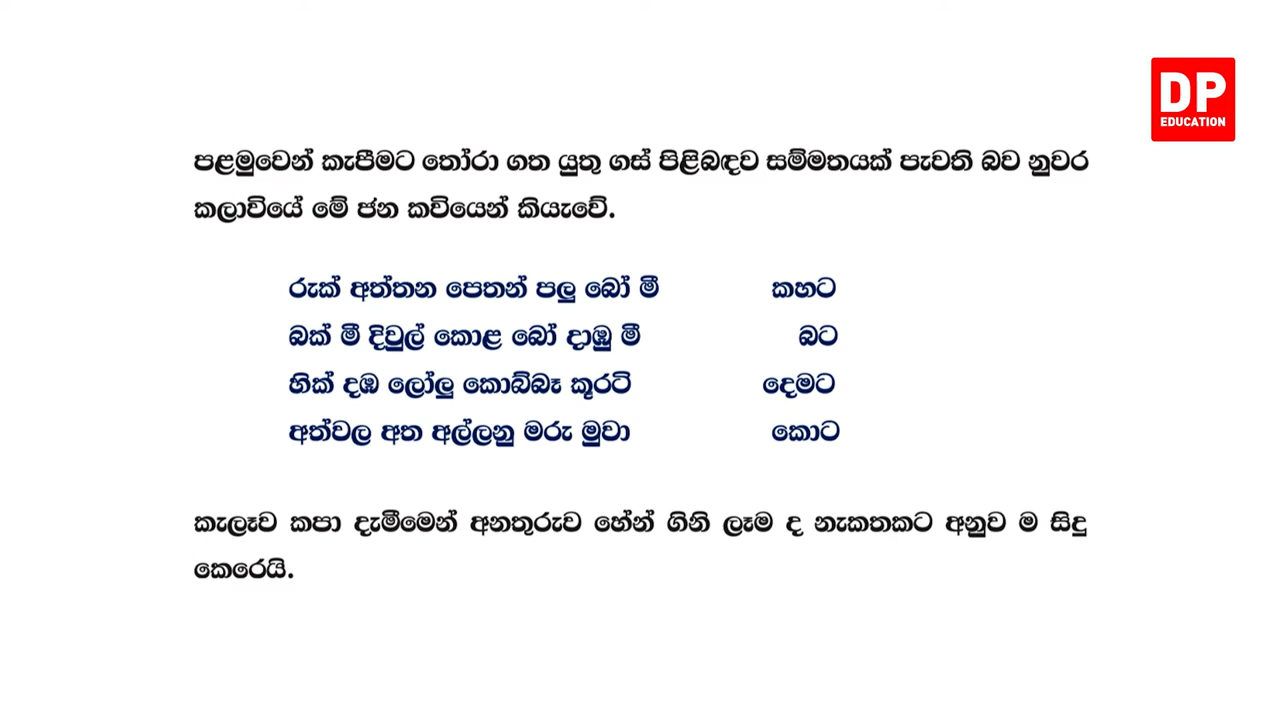 DP
EDUCATION
පළමුවෙන් කැපීමට තෝරා ගත යුතු ගස් පිළිබඳව සම්මතයක් පැවති බව නුවර
කලාවියේ මේ ජන කවියෙන් කියැවේ.
රුක් අත්තන පෙතන් පලු බෝ මී කහට
බක් මී දිවුල් කොළ බෝ දාඹු මී බට
හික් දඹ ලෝලු කොබ්බෑ කූරටි දෙමට
අත්වල අත අල්ලනු මරු මුවා කොට
කැලෑව කපා දැමීමෙන් අනතුරුව හේන් ගිනි ලෑම ද නැකතකට අනුව ම සිදු
කෙරෙයි.